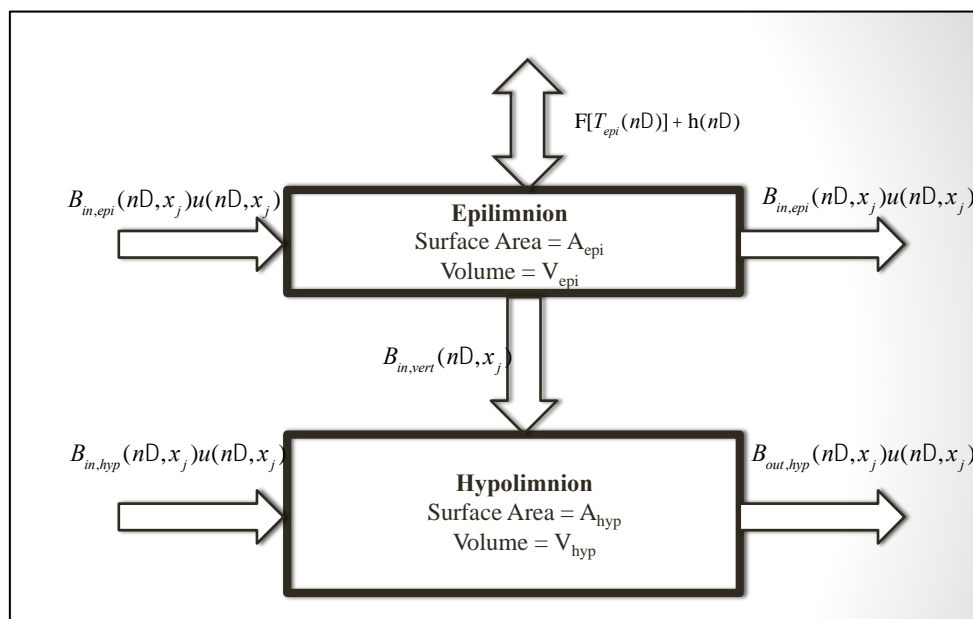 F[T_epi(nD)] + h(nD)
B_in,epi(nD, x_j)u(nD, x_j)
B_in,epi(nD, x_j)u(nD, x_j)
Epilimnion
Surface Area = A_epi
Volume = V_epi
B_in,vert(nD, x_j)
B_in,hyp(nD, x_j)u(nD, x_j)
B_out,hyp(nD, x_j)u(nD, x_j)
Hypolimnion
Surface Area = A_hyp
Volume = V_hyp